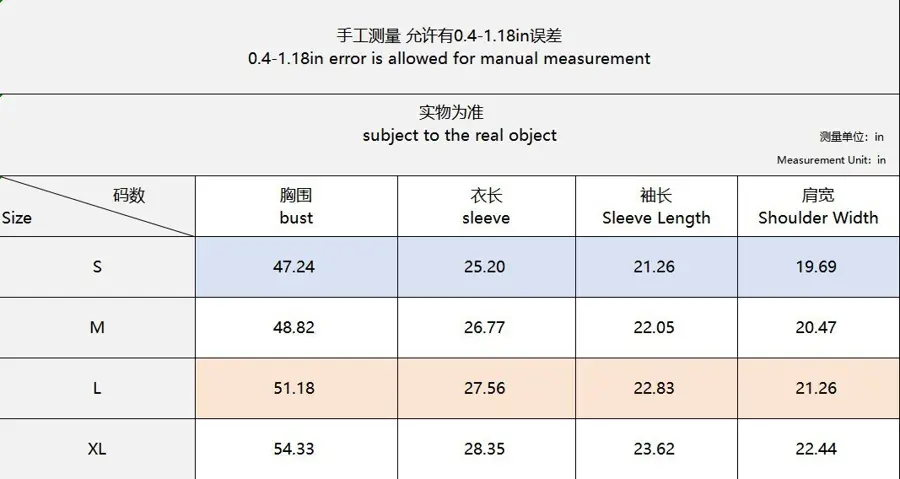 手工测量 允许有0.4-1.18in误差
0.4-1.18in error is allowed for manual measurement
实物为准
subject to the real object
测量单位：in
Measurement Unit：in
码数
Size
胸围
bust
衣长
sleeve
袖长
Sleeve Length
肩宽
Shoulder Width
S 47.24 25.20 21.26 19.69
M 48.82 26.77 22.05 20.47
L 51.18 27.56 22.83 21.26
XL 54.33 28.35 23.62 22.44